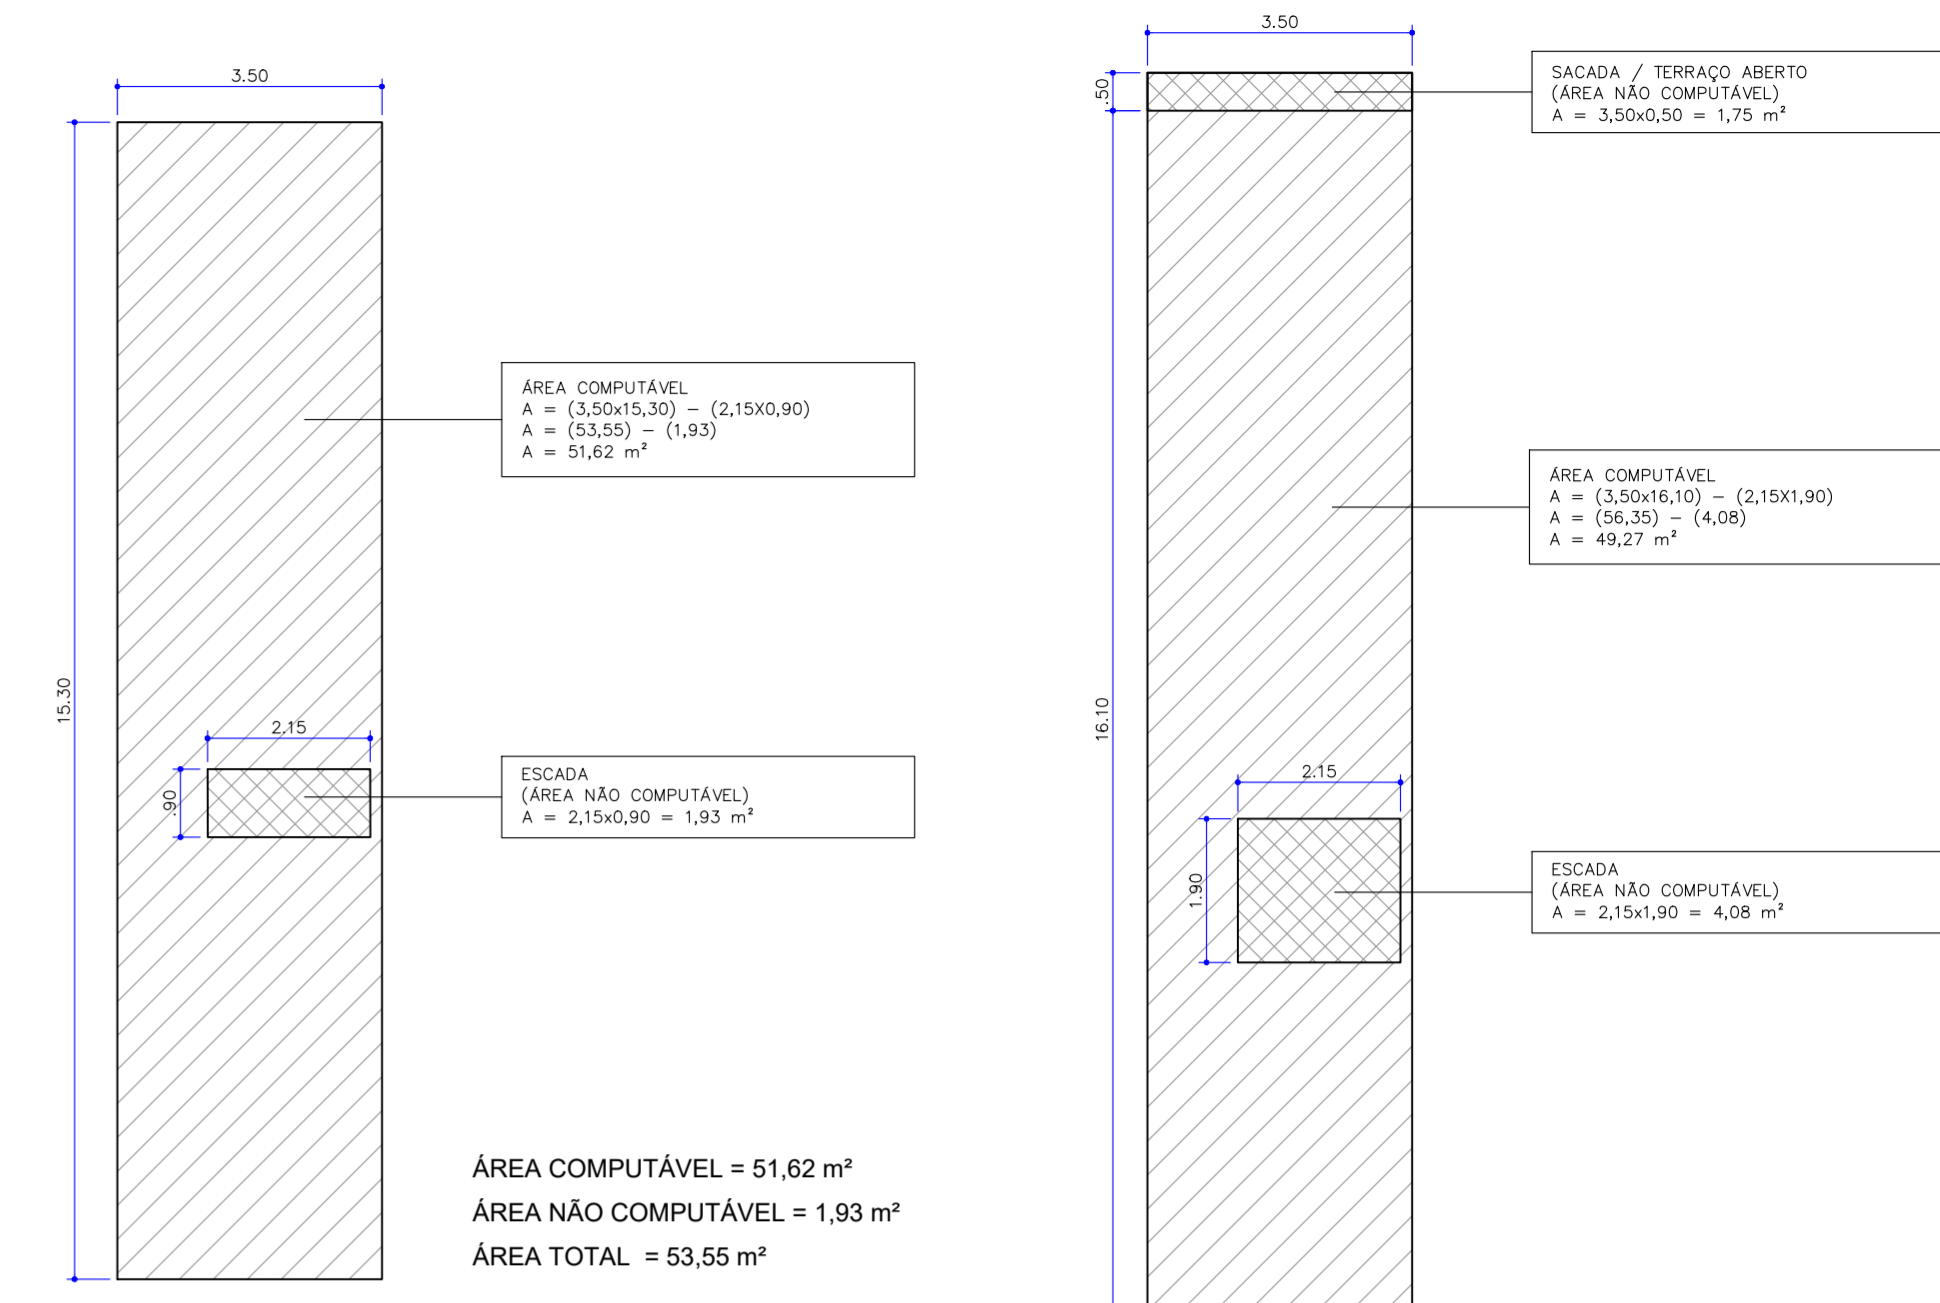 3.50
15.30
ÁREA COMPUTÁVEL
A = (3,50x15,30) – (2,15X0,90)
A = (53,55) – (1,93)
A = 51,62 m²
2.15
.90
ESCADA
(ÁREA NÃO COMPUTÁVEL)
A = 2,15x0,90 = 1,93 m²
ÁREA COMPUTÁVEL = 51,62 m²
ÁREA NÃO COMPUTÁVEL = 1,93 m²
ÁREA TOTAL = 53,55 m²
3.50
.50
SACADA / TERRAÇO ABERTO
(ÁREA NÃO COMPUTÁVEL)
A = 3,50x0,50 = 1,75 m²
ÁREA COMPUTÁVEL
A = (3,50x16,10) – (2,15X1,90)
A = (56,35) – (4,08)
A = 49,27 m²
16.10
2.15
1.90
ESCADA
(ÁREA NÃO COMPUTÁVEL)
A = 2,15x1,90 = 4,08 m²